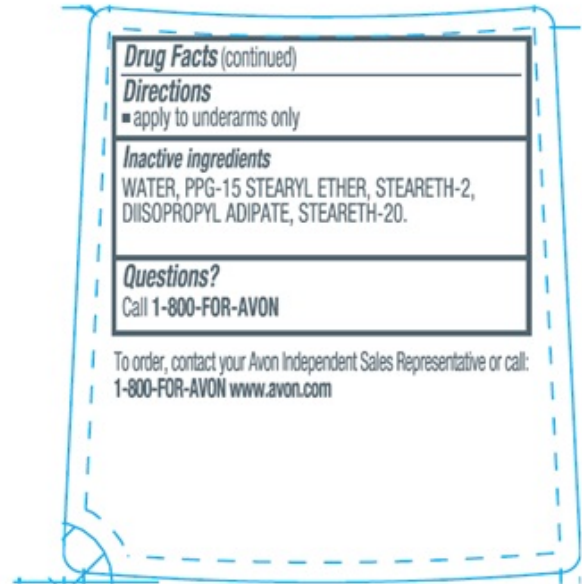 Drug Facts (continued)
Directions
▪ apply to underarms only
Inactive ingredients
WATER, PPG-15 STEARYL ETHER, STEARETH-2,
DIISOPROPYL ADIPATE, STEARETH-20.
Questions?
Call 1-800-FOR-AVON
To order, contact your Avon Independent Sales Representative or call:
1-800-FOR-AVON www.avon.com